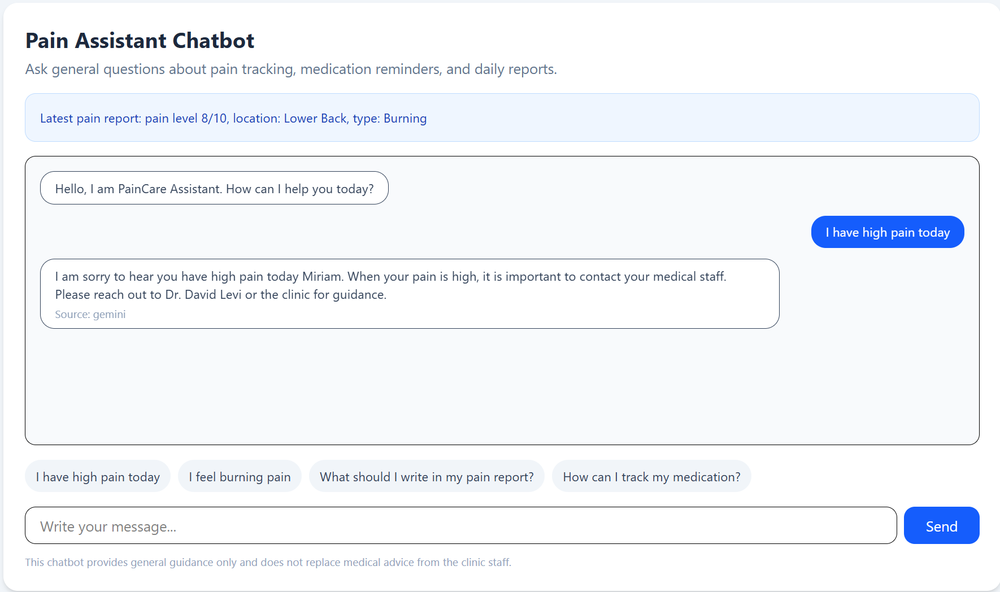 Pain Assistant Chatbot
Ask general questions about pain tracking, medication reminders, and daily reports.
Latest pain report: pain level 8/10, location: Lower Back, type: Burning
Hello, I am PainCare Assistant. How can I help you today?
I have high pain today
I am sorry to hear you have high pain today Miriam. When your pain is high, it is important to contact your medical staff.
Please reach out to Dr. David Levi or the clinic for guidance.
Source: gemini
I have high pain today
I feel burning pain
What should I write in my pain report?
How can I track my medication?
Write your message...
Send
This chatbot provides general guidance only and does not replace medical advice from the clinic staff.